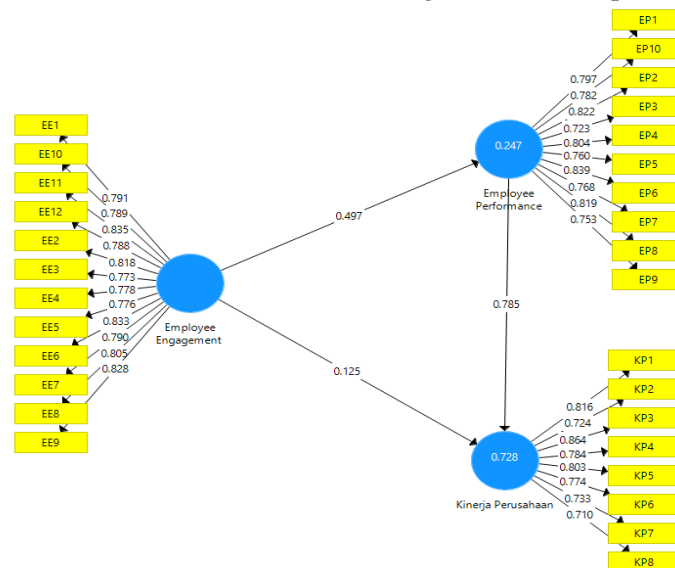 EE1
EE10
EE11
EE12
EE2
EE3
EE4
EE5
EE6
EE7
EE8
EE9
0.791
0.789
0.835
0.788
0.818
0.773
0.778
0.776
0.833
0.790
0.805
0.828
Employee
Engagement
0.497
0.125
0.247
Employee
Performance
0.785
0.797
0.782
0.822
0.723
0.804
0.760
0.839
0.768
0.819
0.753
EP1
EP10
EP2
EP3
EP4
EP5
EP6
EP7
EP8
EP9
0.728
Kinerja Perusahaan
0.816
0.724
0.864
0.784
0.803
0.774
0.733
0.710
KP1
KP2
KP3
KP4
KP5
KP6
KP7
KP8